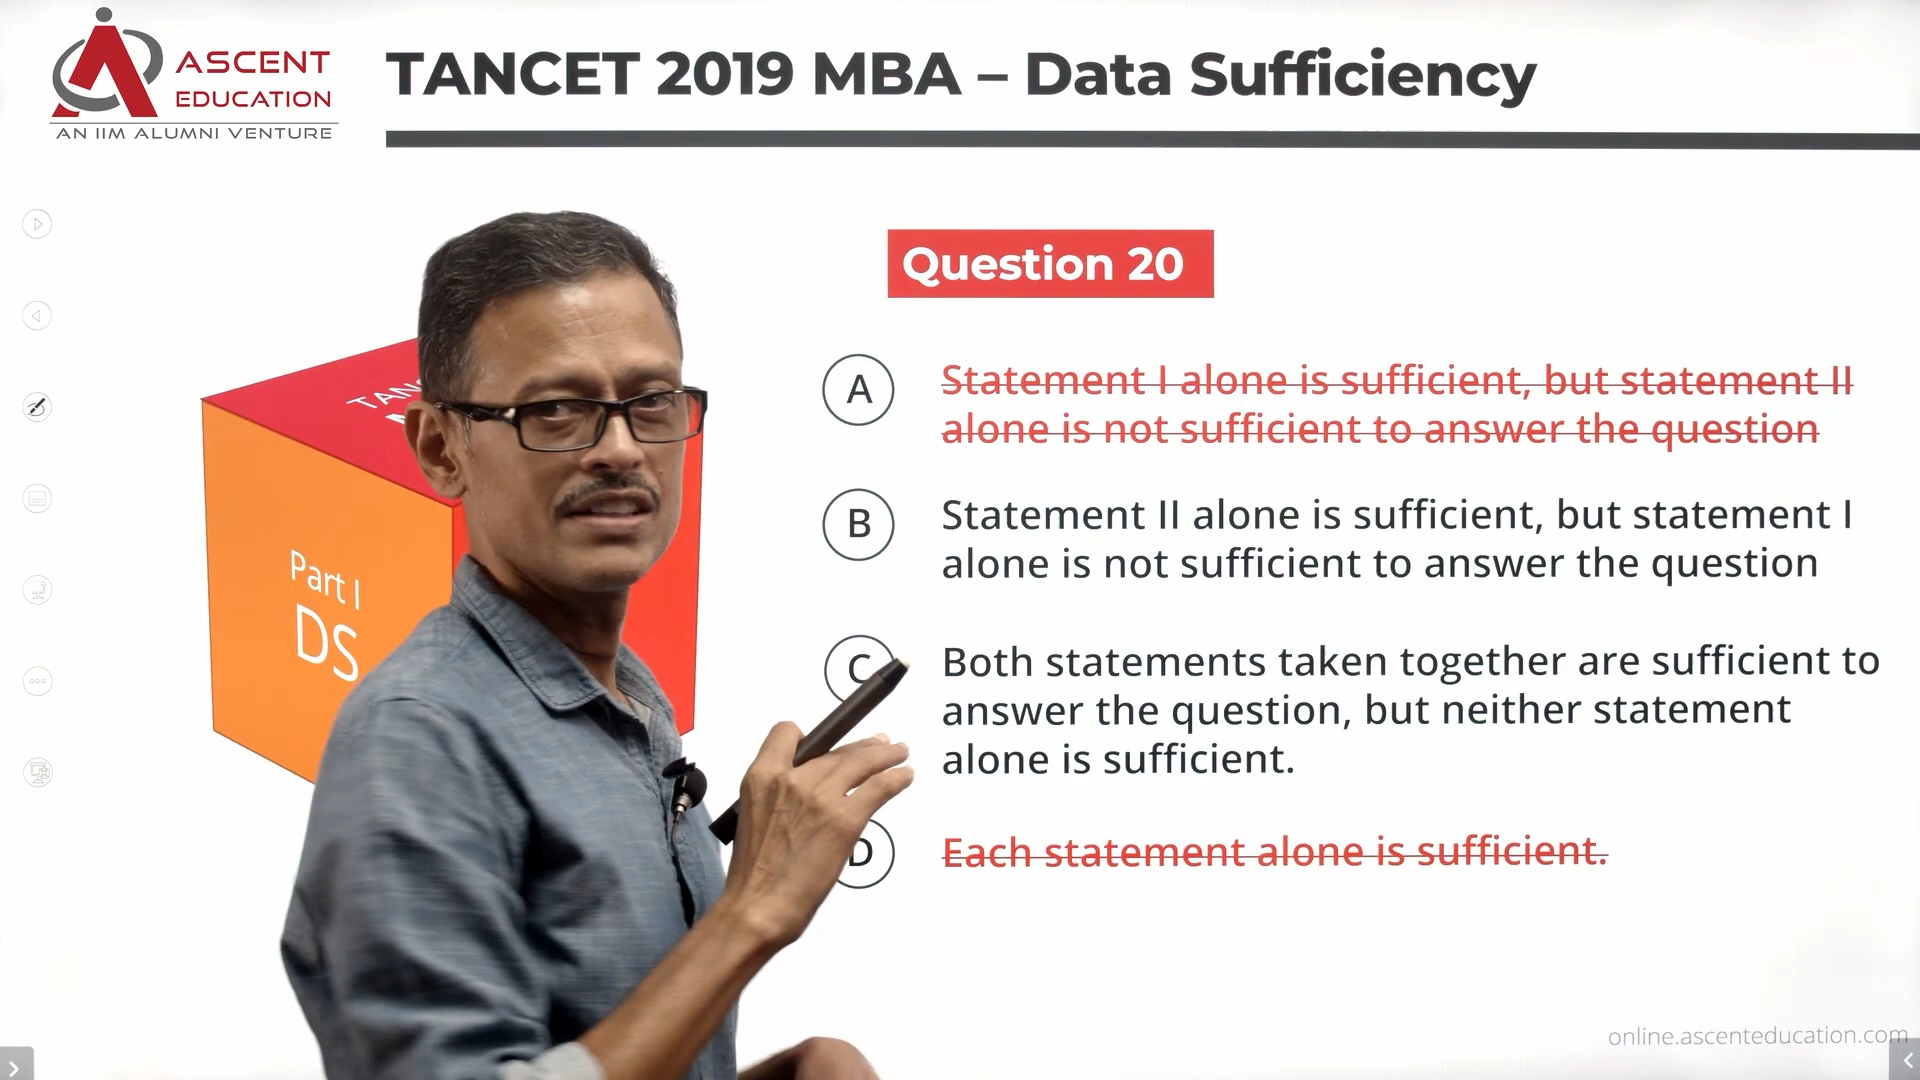 ASCENT
EDUCATION
AN IIM ALUMNI VENTURE
TANCET 2019 MBA – Data Sufficiency
Question 20
A
Statement I alone is sufficient, but statement II
alone is not sufficient to answer the question
B
Statement II alone is sufficient, but statement I
alone is not sufficient to answer the question
C
Both statements taken together are sufficient to
answer the question, but neither statement
alone is sufficient.
D
Each statement alone is sufficient.
Part I
DS
online.ascenteducation.com